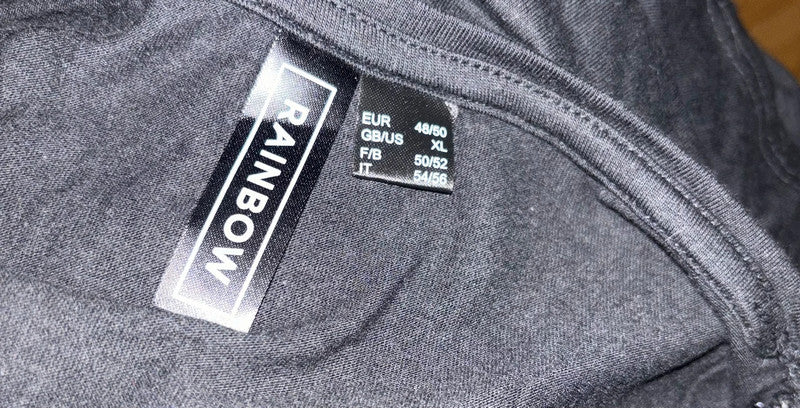 RAINBOW
EUR 48/50
GB/US XL
F/B 50/52
IT 54/56